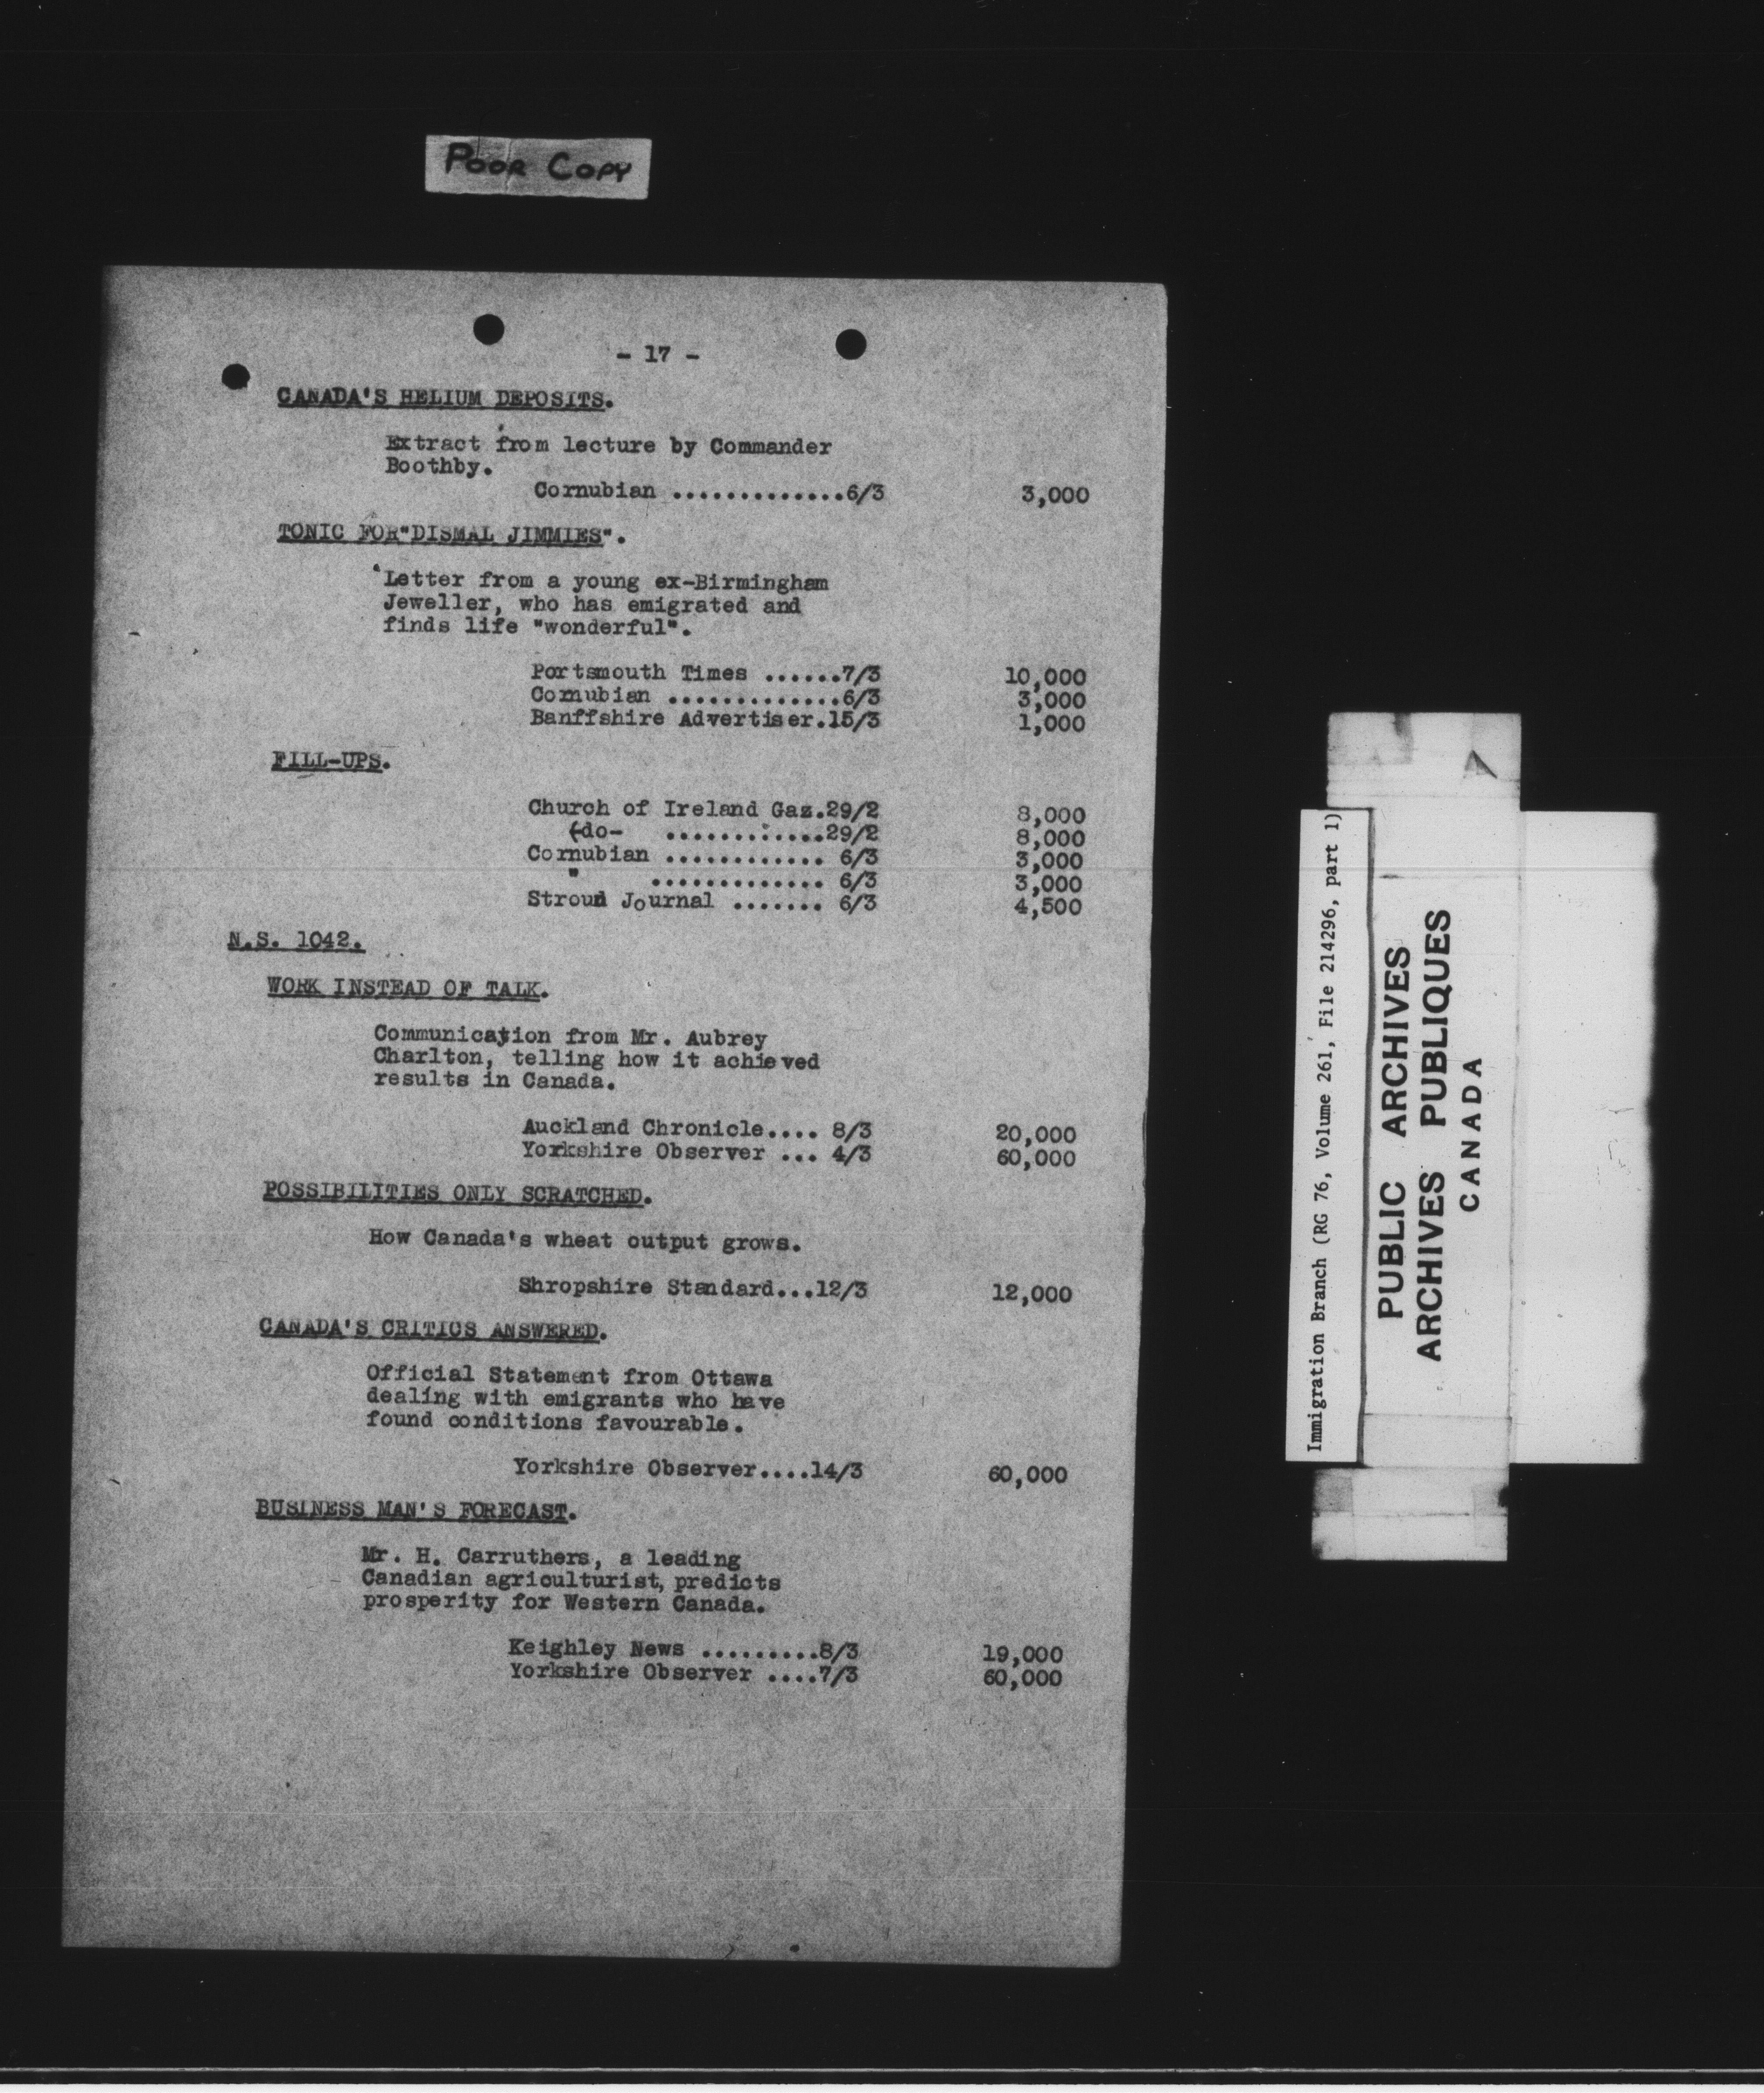 POOR COPY
- 17 -
CANADA'S HELIUM DEPOSITS.
Extract from lecture by Commander
Boothby.
Cornubian .............6/3 3,000
TONIC FOR"DISMAL JIMMIES".
Letter from a young ex-Birmingham
Jeweller, who has emigrated and
finds life "wonderful".
Portsmouth Times ......7/3 10,000
Cornubian .............6/3 3,000
Banffshire Advertiser.15/3 1,000
FILL-UPS.
Church of Ireland Gaz.29/2 8,000
-do- ............29/2 8,000
Cornubian ............ 6/3 3,000
" ............. 6/3 3,000
Stroud Journal ....... 6/3 4,500
N.S. 1042.
WORK INSTEAD OF TALK.
Communication from Mr. Aubrey
Charlton, telling how it achieved
results in Canada.
Auckland Chronicle.... 8/3 20,000
Yorkshire Observer ... 4/3 60,000
POSSIBILITIES ONLY SCRATCHED.
How Canada's wheat output grows.
Shropshire Standard...12/3 12,000
CANADA'S CRITICS ANSWERED.
Official Statement from Ottawa
dealing with emigrants who have
found conditions favourable.
Yorkshire Observer....14/3 60,000
BUSINESS MAN'S FORECAST.
Mr. H. Carruthers, a leading
Canadian agriculturist, predicts
prosperity for Western Canada.
Keighley News .........8/3 19,000
Yorkshire Observer ....7/3 60,000
Immigration Branch (RG 76, Volume 261, File 214296, part 1)
PUBLIC ARCHIVES
ARCHIVES PUBLIQUES
CANADA